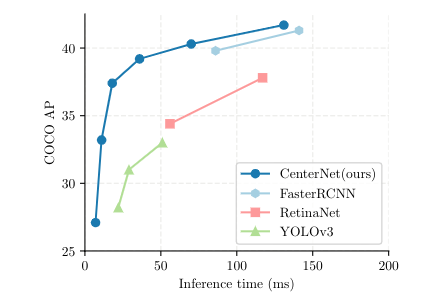 40
35
30
25
COCO AP
0 50 100 150 200
Inference time (ms)
CenterNet(ours)
FasterRCNN
RetinaNet
YOLOv3